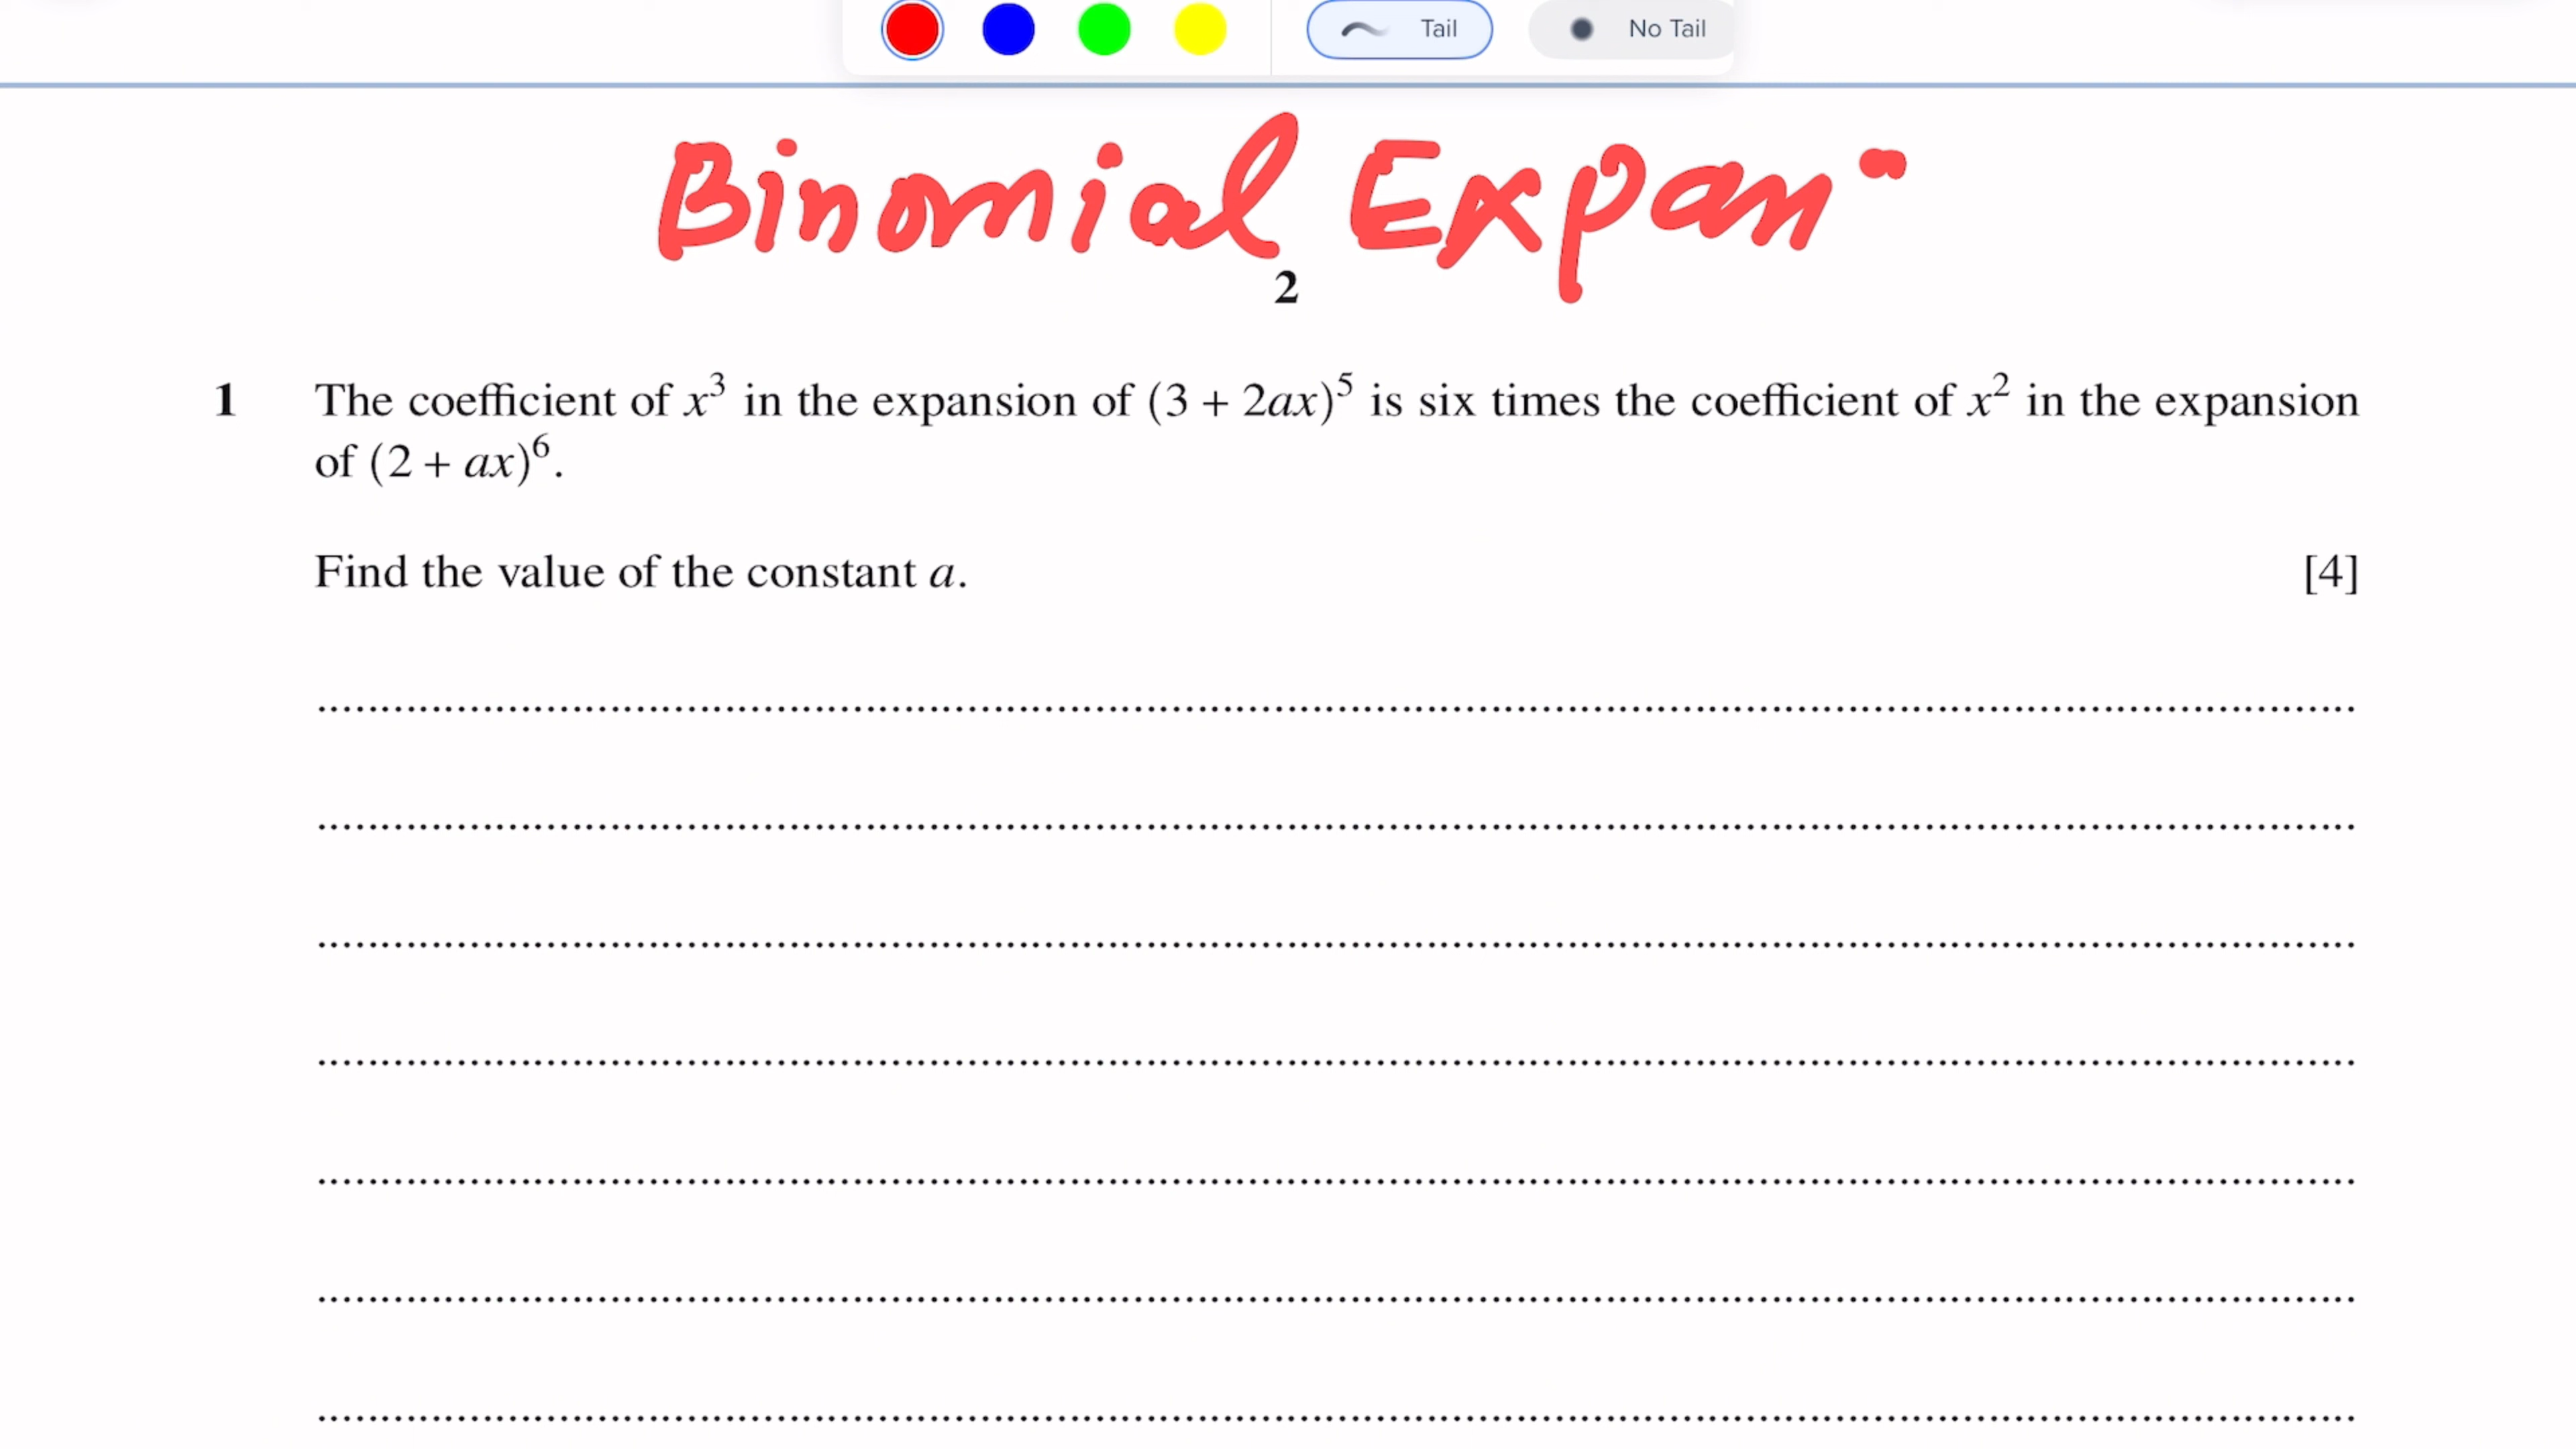 Tail No Tail
Binomial Expan
2
1 The coefficient of x³ in the expansion of (3 + 2ax)⁵ is six times the coefficient of x² in the expansion
of (2 + ax)⁶.
Find the value of the constant a. [4]